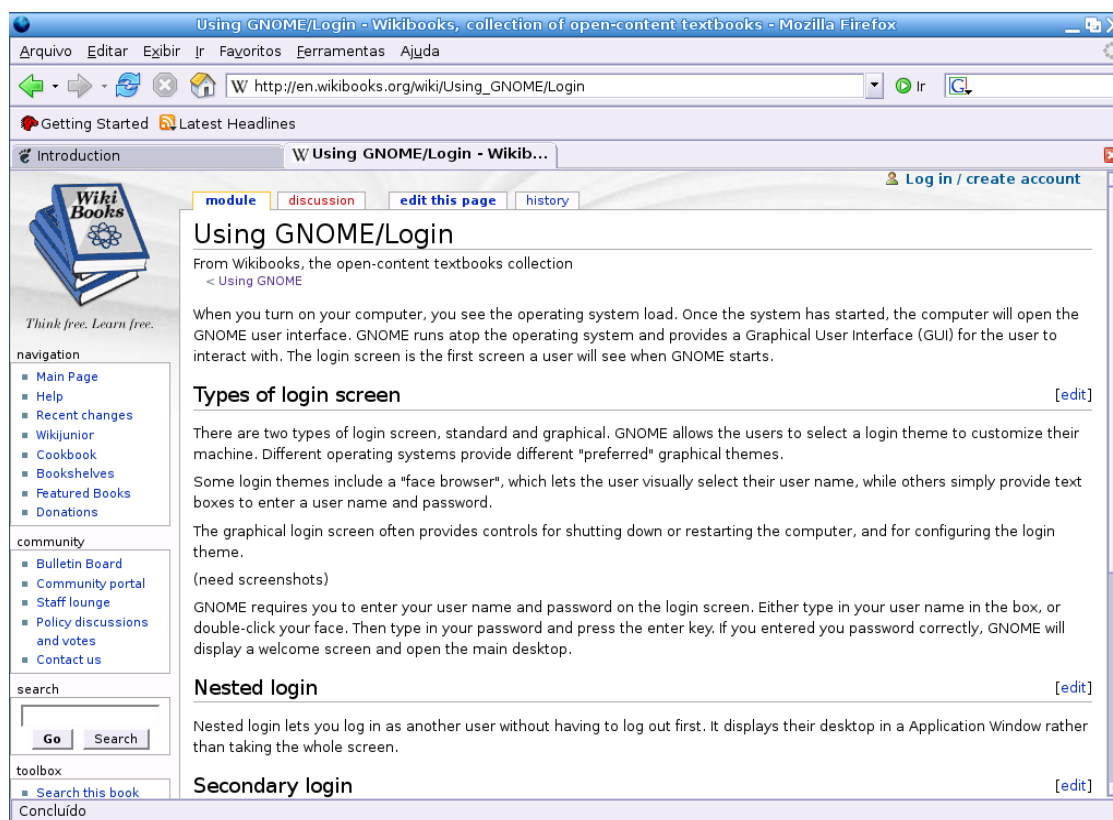 Using GNOME/Login - Wikibooks, collection of open-content textbooks - Mozilla Firefox
Arquivo Editar Exibir Ir Favoritos Ferramentas Ajuda
W http://en.wikibooks.org/wiki/Using_GNOME/Login Ir G
Getting Started Latest Headlines
Introduction W Using GNOME/Login - Wikib...
Log in / create account
module discussion edit this page history
Wiki
Books
Think free. Learn free.
navigation
Main Page
Help
Recent changes
Wikijunior
Cookbook
Bookshelves
Featured Books
Donations
community
Bulletin Board
Community portal
Staff lounge
Policy discussions
and votes
Contact us
search
Go Search
toolbox
Search this book
Using GNOME/Login
From Wikibooks, the open-content textbooks collection
< Using GNOME
When you turn on your computer, you see the operating system load. Once the system has started, the computer will open the
GNOME user interface. GNOME runs atop the operating system and provides a Graphical User Interface (GUI) for the user to
interact with. The login screen is the first screen a user will see when GNOME starts.
Types of login screen [edit]
There are two types of login screen, standard and graphical. GNOME allows the users to select a login theme to customize their
machine. Different operating systems provide different "preferred" graphical themes.
Some login themes include a "face browser", which lets the user visually select their user name, while others simply provide text
boxes to enter a user name and password.
The graphical login screen often provides controls for shutting down or restarting the computer, and for configuring the login
theme.
(need screenshots)
GNOME requires you to enter your user name and password on the login screen. Either type in your user name in the box, or
double-click your face. Then type in your password and press the enter key. If you entered you password correctly, GNOME will
display a welcome screen and open the main desktop.
Nested login [edit]
Nested login lets you log in as another user without having to log out first. It displays their desktop in a Application Window rather
than taking the whole screen.
Secondary login [edit]
Concluído